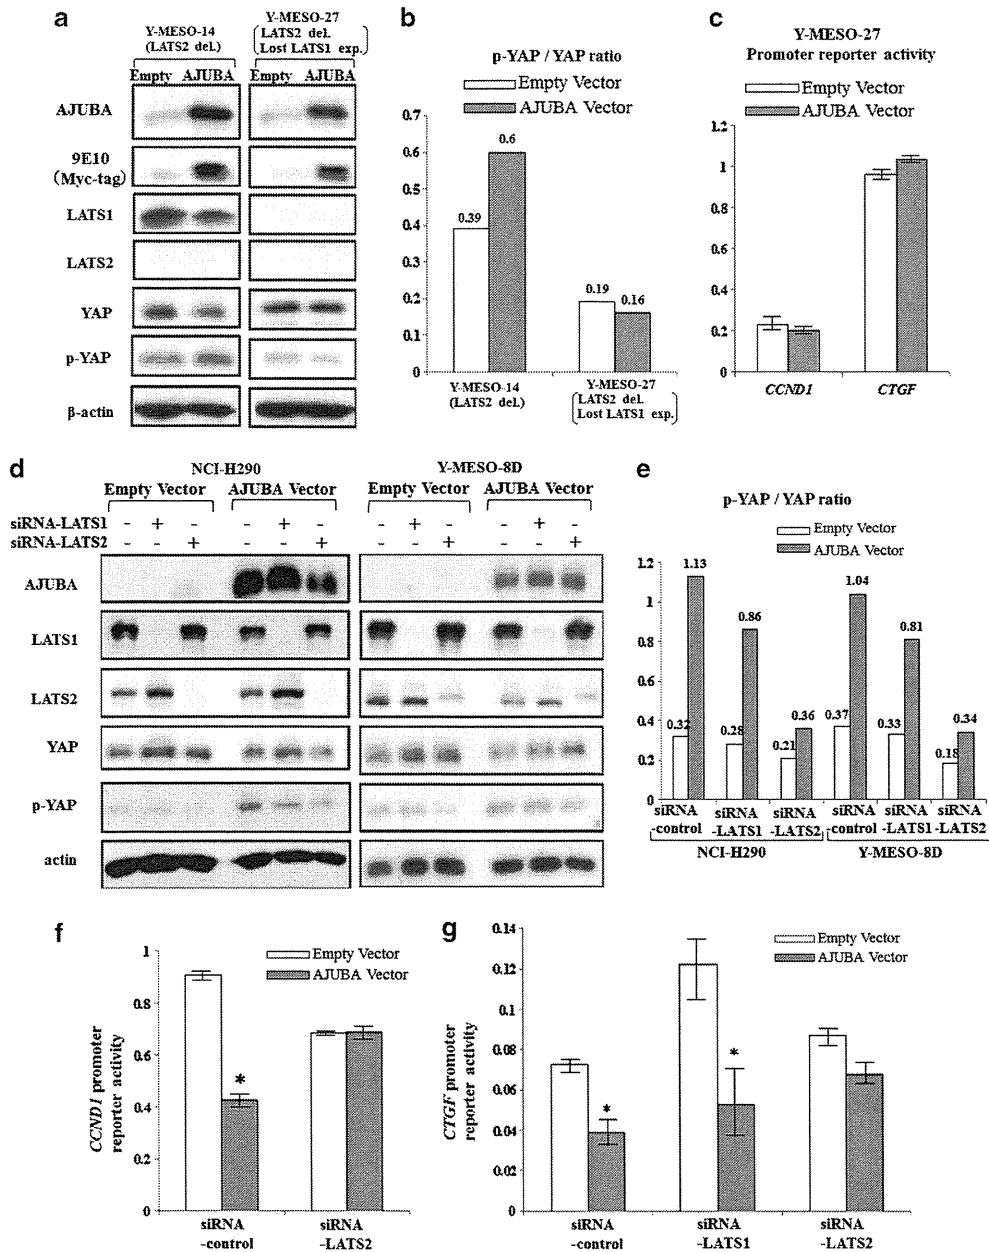 a
Y-MESO-14
(LATS2 del.)
Y-MESO-27
LATS2 del.
Lost LATS1 exp.
Empty AJUBA
Empty AJUBA
AJUBA
9E10
(Myc-tag)
LATS1
LATS2
YAP
p-YAP
β-actin
b
p-YAP / YAP ratio
Empty Vector
AJUBA Vector
0.7
0.6
0.5
0.4
0.3
0.2
0.1
0
0.39
0.6
0.19
0.16
Y-MESO-14
(LATS2 del.)
Y-MESO-27
LATS2 del.
Lost LATS1 exp.
c
Y-MESO-27
Promoter reporter activity
Empty Vector
AJUBA Vector
1.2
1
0.8
0.6
0.4
0.2
0
CCND1
CTGF
d
NCI-H290
Y-MESO-8D
Empty Vector AJUBA Vector
Empty Vector AJUBA Vector
siRNA-LATS1 - + - - + - - + - - + -
siRNA-LATS2 - - + - - + - - + - - +
AJUBA
LATS1
LATS2
YAP
p-YAP
actin
e
p-YAP / YAP ratio
Empty Vector
AJUBA Vector
1.2
1
0.8
0.6
0.4
0.2
0
0.32
1.13
0.28
0.86
0.21
0.36
0.37
1.04
0.33
0.81
0.18
0.34
siRNA siRNA siRNA siRNA siRNA siRNA
-control -LATS1 -LATS2 -control -LATS1 -LATS2
NCI-H290
Y-MESO-8D
f
CCND1 promoter
reporter activity
Empty Vector
AJUBA Vector
1
0.8
0.6
0.4
0.2
0
*
siRNA
-control
siRNA
-LATS2
g
CTGF promoter
reporter activity
Empty Vector
AJUBA Vector
0.14
0.12
0.1
0.08
0.06
0.04
0.02
0
*
*
siRNA
-control
siRNA
-LATS1
siRNA
-LATS2